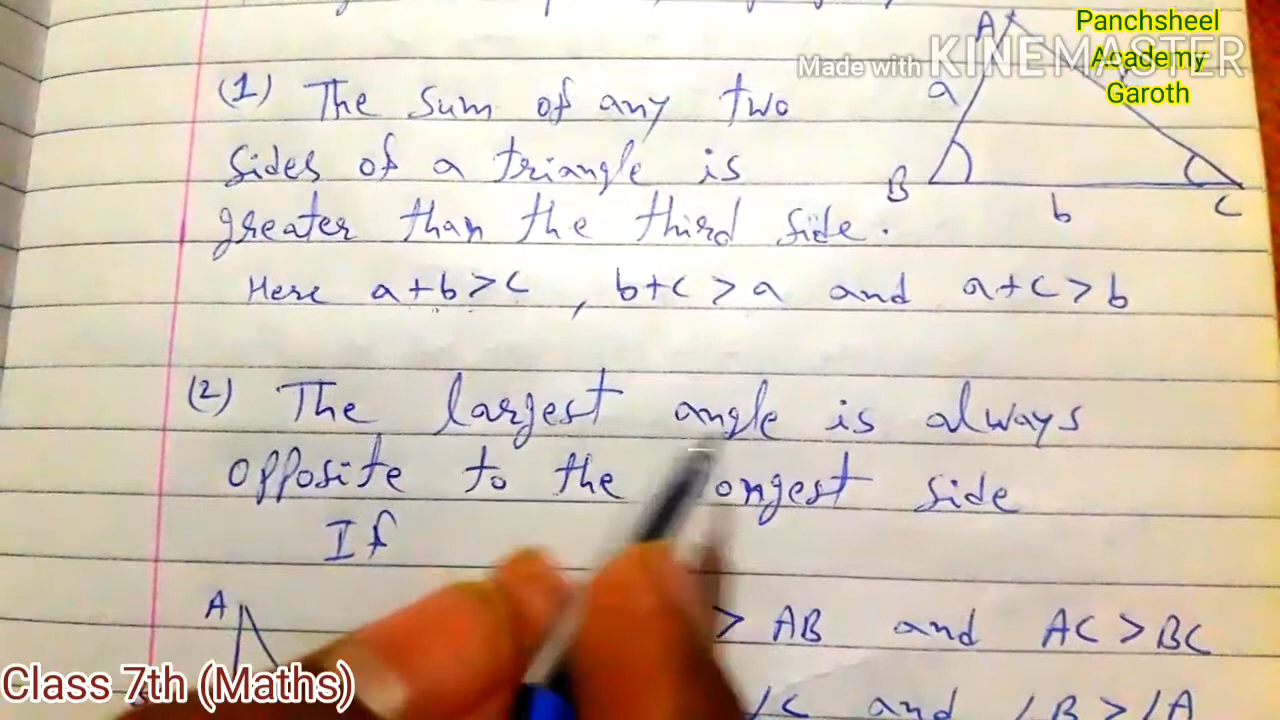 Panchsheel
Academy
Garoth
Made with KINEMASTER
A
a
B
b
C
(1) The sum of any two
sides of a triangle is
greater than the third side.
Here a+b>c , b+c>a and a+c>b
(2) The largest angle is always
opposite to the longest side
If
A
> AB and AC>BC
∠C and ∠B>∠A
Class 7th (Maths)